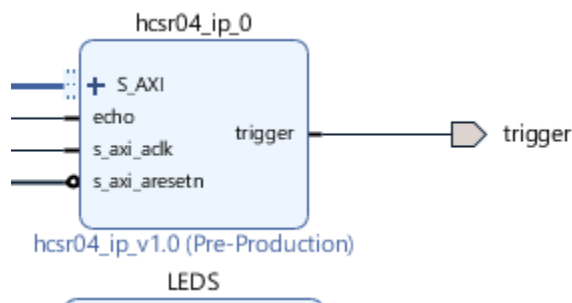 hcsr04_ip_0
S_AXI
echo
trigger
trigger
s_axi_aclk
s_axi_aresetn
hcsr04_ip_v1.0 (Pre-Production)
LEDS